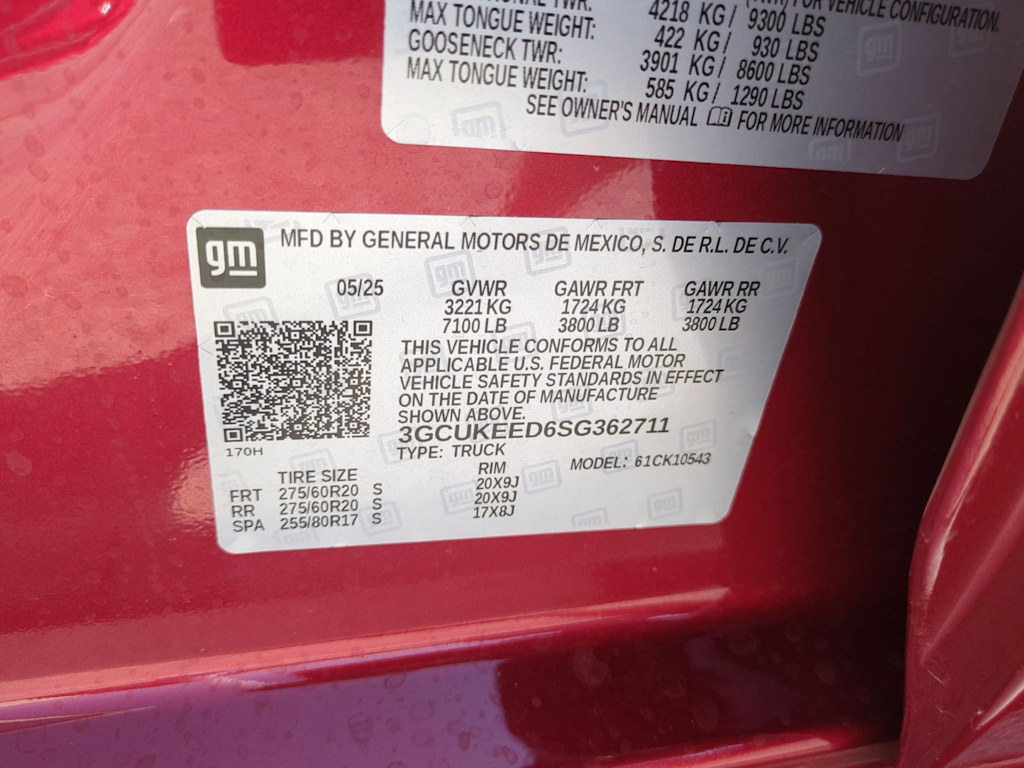 TWR: 4218 KG / 9300 LBS (TWR) FOR VEHICLE CONFIGURATION.
MAX TONGUE WEIGHT: 422 KG / 930 LBS
GOOSENECK TWR: 3901 KG / 8600 LBS
MAX TONGUE WEIGHT: 585 KG / 1290 LBS
SEE OWNER'S MANUAL FOR MORE INFORMATION
gm MFD BY GENERAL MOTORS DE MEXICO, S. DE R.L. DE C.V.
05/25 GVWR GAWR FRT GAWR RR
3221 KG 1724 KG 1724 KG
7100 LB 3800 LB 3800 LB
THIS VEHICLE CONFORMS TO ALL
APPLICABLE U.S. FEDERAL MOTOR
VEHICLE SAFETY STANDARDS IN EFFECT
ON THE DATE OF MANUFACTURE
SHOWN ABOVE.
3GCUKEED6SG362711
170H
TYPE: TRUCK MODEL: 61CK10543
TIRE SIZE RIM
FRT 275/60R20 S 20X9J
RR 275/60R20 S 20X9J
SPA 255/80R17 S 17X8J